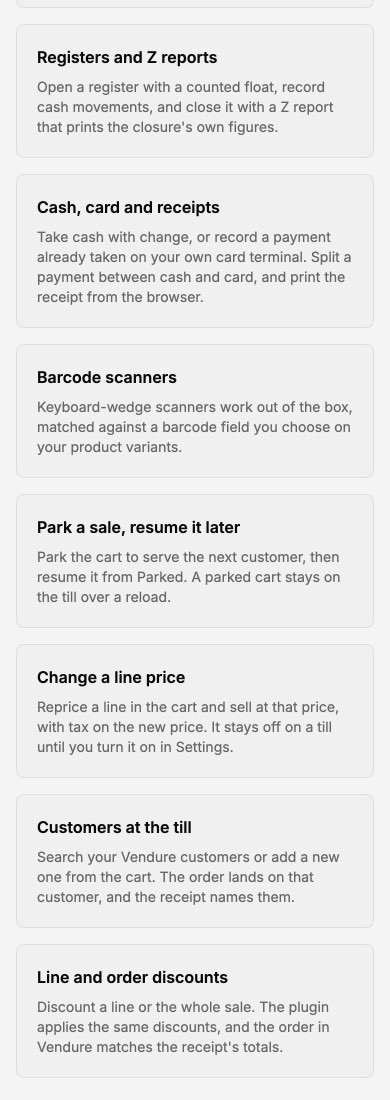 Registers and Z reports
Open a register with a counted float, record
cash movements, and close it with a Z report
that prints the closure's own figures.
Cash, card and receipts
Take cash with change, or record a payment
already taken on your own card terminal. Split a
payment between cash and card, and print the
receipt from the browser.
Barcode scanners
Keyboard-wedge scanners work out of the box,
matched against a barcode field you choose on
your product variants.
Park a sale, resume it later
Park the cart to serve the next customer, then
resume it from Parked. A parked cart stays on
the till over a reload.
Change a line price
Reprice a line in the cart and sell at that price,
with tax on the new price. It stays off on a till
until you turn it on in Settings.
Customers at the till
Search your Vendure customers or add a new
one from the cart. The order lands on that
customer, and the receipt names them.
Line and order discounts
Discount a line or the whole sale. The plugin
applies the same discounts, and the order in
Vendure matches the receipt's totals.